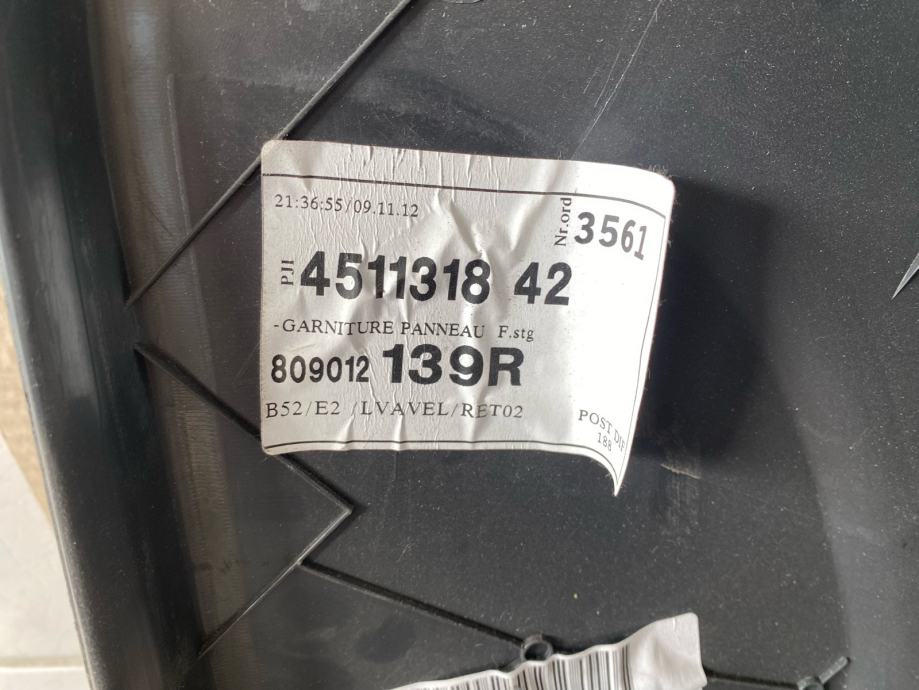 21:36:55/09.11.12
Nr.ord 3561
PJI 4511318 42
-GARNITURE PANNEAU F.stg
809012 139R
B52/E2 /LVAVEL/RET02
POST DIF
188